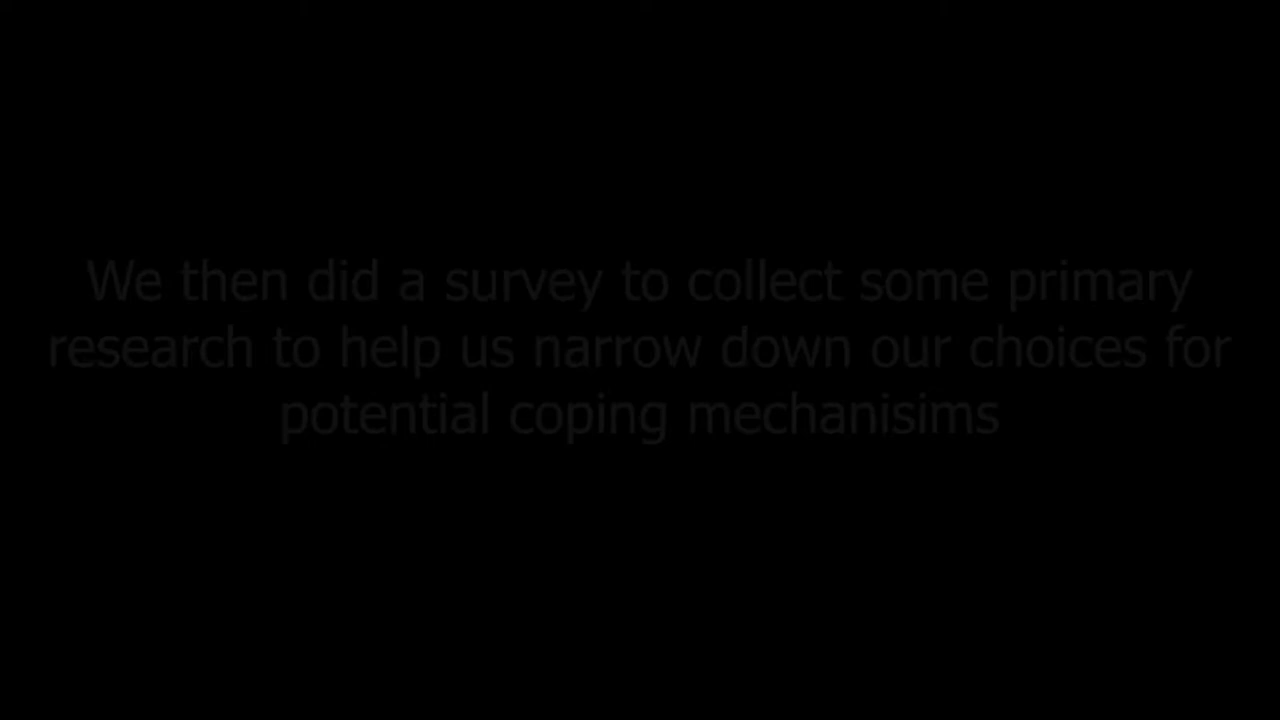 We then did a survey to collect some primary
research to help us narrow down our choices for
potential coping mechanisims